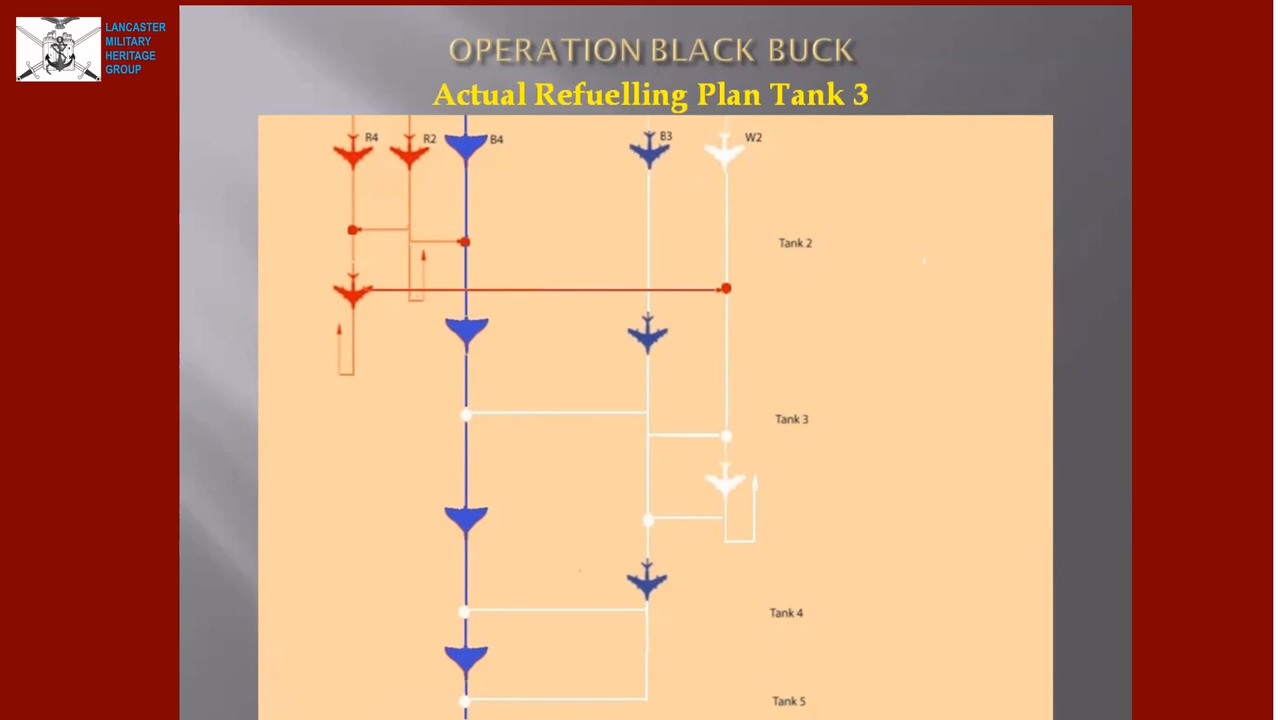 LANCASTER
MILITARY
HERITAGE
GROUP
OPERATION BLACK BUCK
Actual Refuelling Plan Tank 3
R4
R2
B4
B3
W2
Tank 2
Tank 3
Tank 4
Tank 5